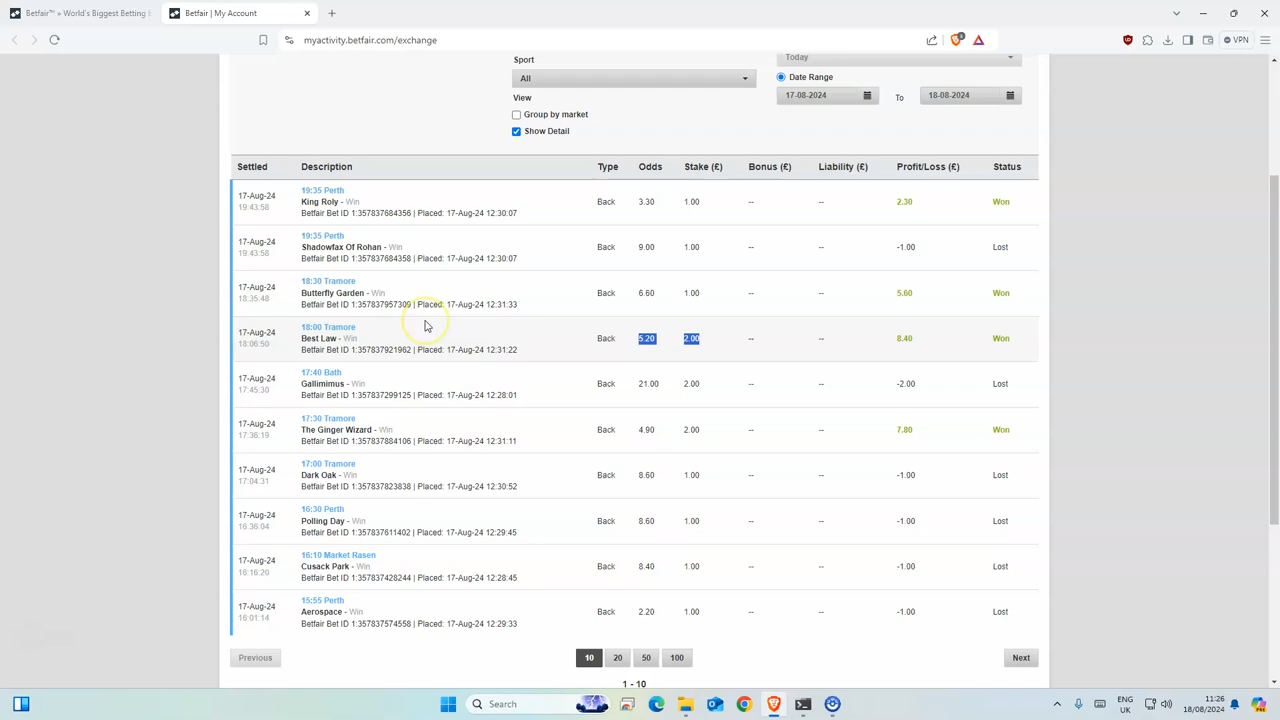 Betfair™ » World's Biggest Betting
Betfair | My Account
myactivity.betfair.com/exchange
VPN
Sport
All
Today
Date Range
View
17-08-2024
To
18-08-2024
Group by market
Show Detail
Settled Description Type Odds Stake (£) Bonus (£) Liability (£) Profit/Loss (£) Status
17-Aug-24
19:43:58
19:35 Perth
King Roly - Win
Betfair Bet ID 1:357837684356 | Placed: 17-Aug-24 12:30:07
Back 3.30 1.00 -- -- 2.30 Won
17-Aug-24
19:43:58
19:35 Perth
Shadowfax Of Rohan - Win
Betfair Bet ID 1:357837684358 | Placed: 17-Aug-24 12:30:07
Back 9.00 1.00 -- -- -1.00 Lost
17-Aug-24
18:35:48
18:30 Tramore
Butterfly Garden - Win
Betfair Bet ID 1:357837957309 | Placed: 17-Aug-24 12:31:33
Back 6.60 1.00 -- -- 5.60 Won
17-Aug-24
18:06:50
18:00 Tramore
Best Law - Win
Betfair Bet ID 1:357837921962 | Placed: 17-Aug-24 12:31:22
Back 5.20 2.00 -- -- 8.40 Won
17-Aug-24
17:45:30
17:40 Bath
Gallimimus - Win
Betfair Bet ID 1:357837299125 | Placed: 17-Aug-24 12:28:01
Back 21.00 2.00 -- -- -2.00 Lost
17-Aug-24
17:36:19
17:30 Tramore
The Ginger Wizard - Win
Betfair Bet ID 1:357837884106 | Placed: 17-Aug-24 12:31:11
Back 4.90 2.00 -- -- 7.80 Won
17-Aug-24
17:04:31
17:00 Tramore
Dark Oak - Win
Betfair Bet ID 1:357837823838 | Placed: 17-Aug-24 12:30:52
Back 8.60 1.00 -- -- -1.00 Lost
17-Aug-24
16:36:04
16:30 Perth
Polling Day - Win
Betfair Bet ID 1:357837611402 | Placed: 17-Aug-24 12:29:45
Back 8.60 1.00 -- -- -1.00 Lost
17-Aug-24
16:16:20
16:10 Market Rasen
Cusack Park - Win
Betfair Bet ID 1:357837428244 | Placed: 17-Aug-24 12:28:45
Back 8.40 1.00 -- -- -1.00 Lost
17-Aug-24
16:01:14
15:55 Perth
Aerospace - Win
Betfair Bet ID 1:357837574558 | Placed: 17-Aug-24 12:29:33
Back 2.20 1.00 -- -- -1.00 Lost
Previous 10 20 50 100 Next
1 - 10
Search
ENG
UK
11:26
18/08/2024